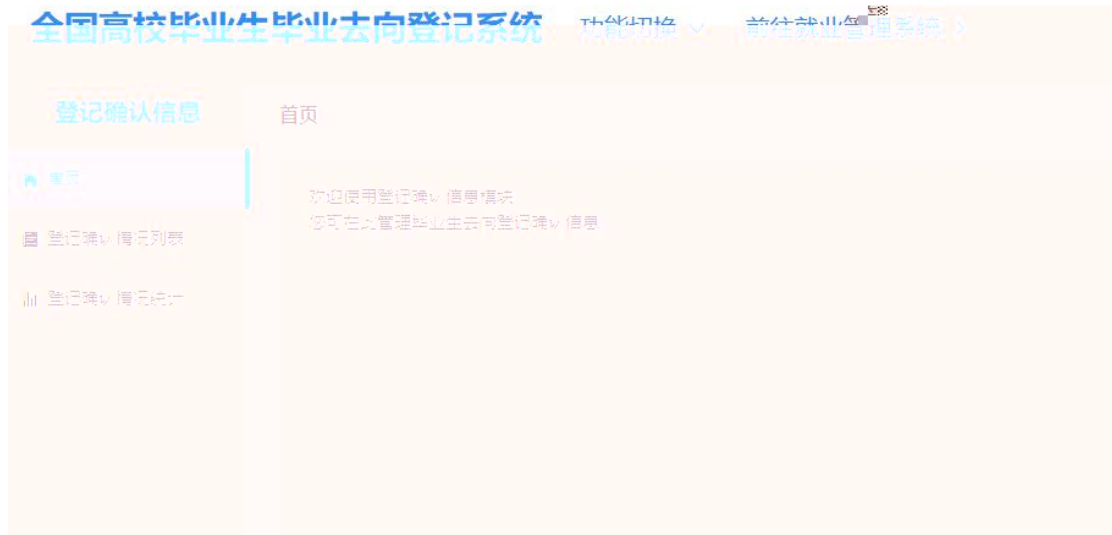 全国高校毕业生毕业去向登记系统
功能切换
前往就业管理系统
登记确认信息
首页
首页
欢迎使用登记确认信息模块
您可在此管理毕业生去向登记确认信息
登记确认情况列表
登记确认情况统计